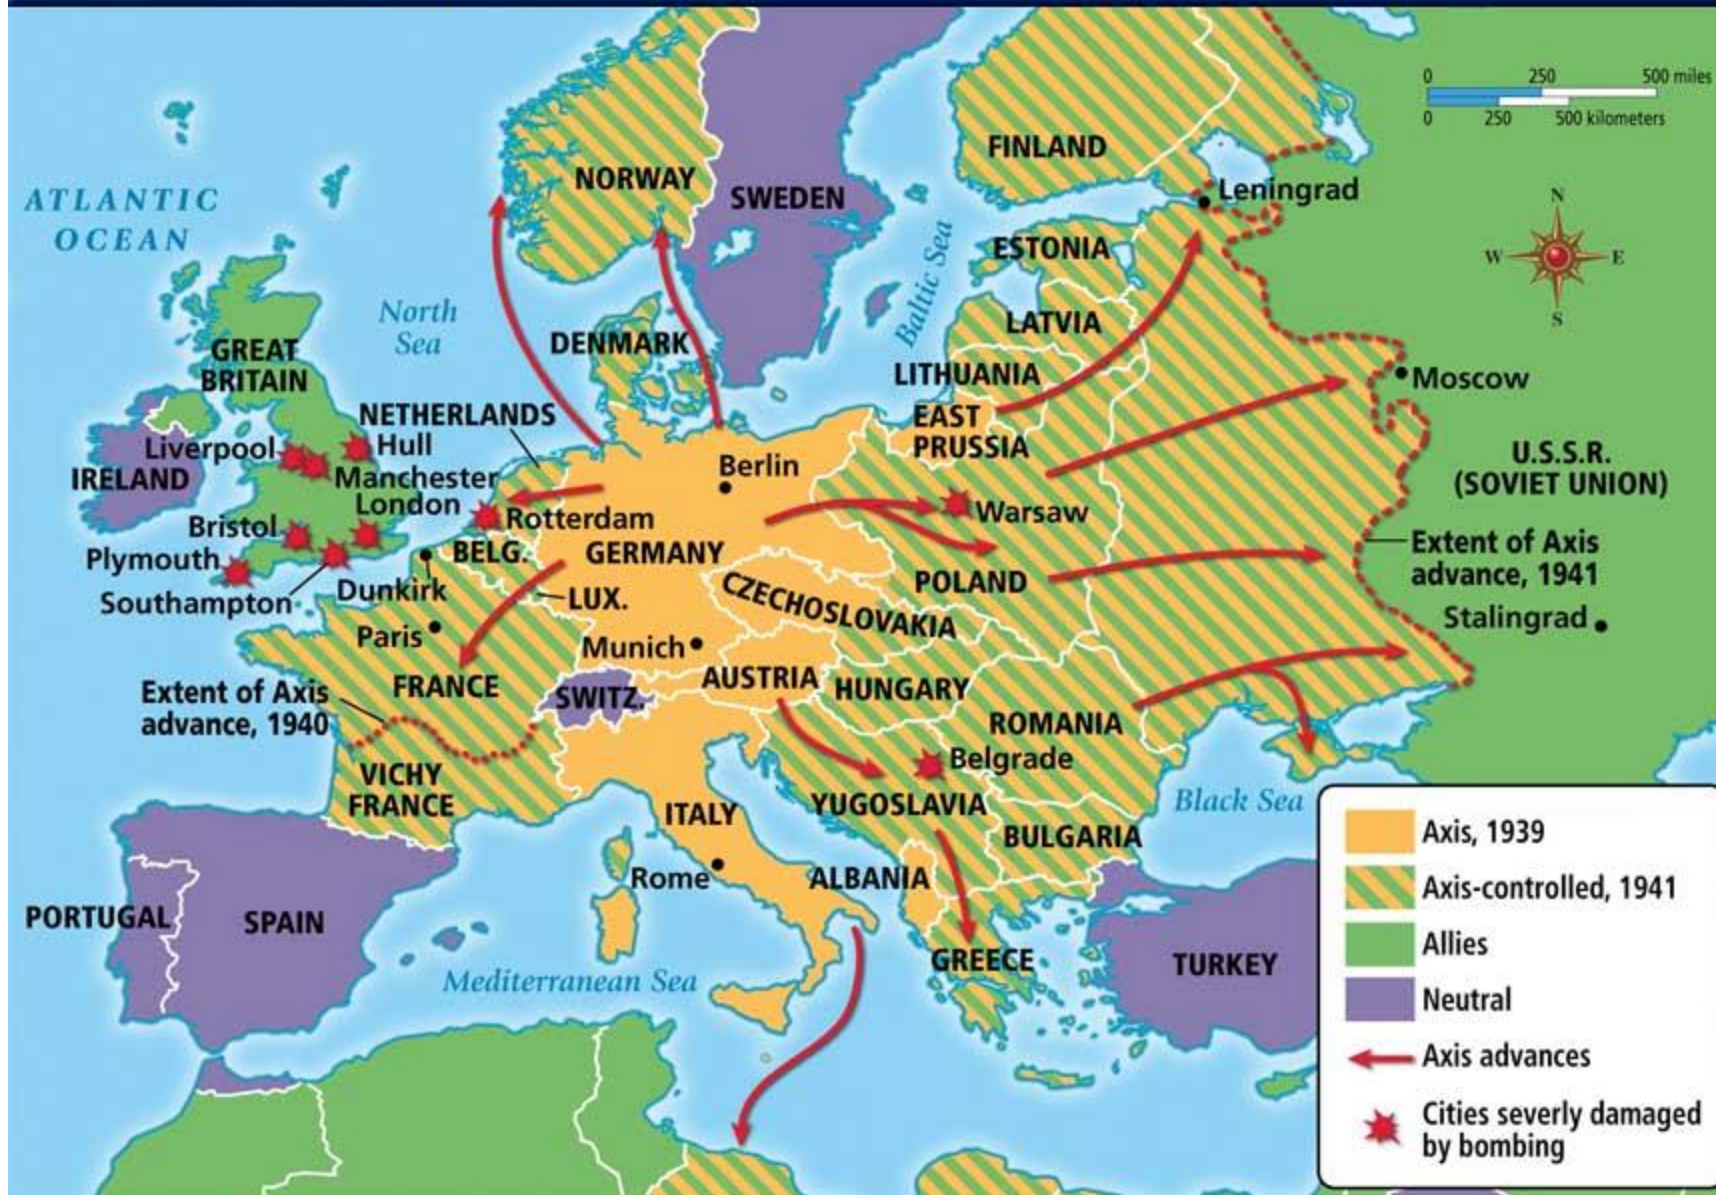 0 250 500 miles
0 250 500 kilometers
N
W E
S
ATLANTIC
OCEAN
North
Sea
Baltic Sea
NORWAY
SWEDEN
FINLAND
Leningrad
ESTONIA
LATVIA
LITHUANIA
EAST
PRUSSIA
DENMARK
GREAT
BRITAIN
IRELAND
NETHERLANDS
Liverpool
Hull
Manchester
London
Bristol
Plymouth
Southampton
Rotterdam
BELG.
Dunkirk
LUX.
Paris
Berlin
GERMANY
Munich
Warsaw
POLAND
CZECHOSLOVAKIA
Moscow
U.S.S.R.
(SOVIET UNION)
Extent of Axis
advance, 1941
Stalingrad
FRANCE
Extent of Axis
advance, 1940
VICHY
FRANCE
SWITZ.
AUSTRIA
HUNGARY
ROMANIA
Belgrade
YUGOSLAVIA
BULGARIA
Black Sea
ITALY
Rome
ALBANIA
GREECE
TURKEY
PORTUGAL
SPAIN
Mediterranean Sea
Axis, 1939
Axis-controlled, 1941
Allies
Neutral
Axis advances
Cities severly damaged
by bombing